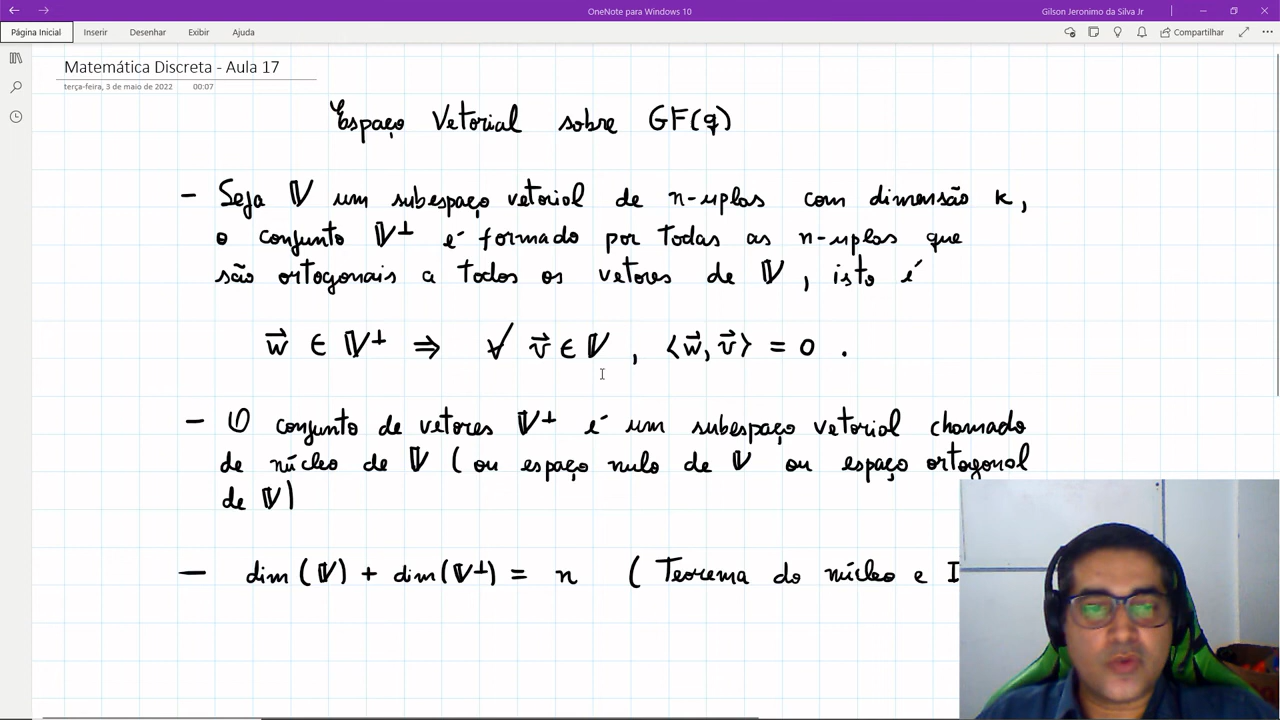 OneNote para Windows 10
Gilson Jeronimo da Silva Jr
Página Inicial Inserir Desenhar Exibir Ajuda
Compartilhar
Matemática Discreta - Aula 17
terça-feira, 3 de maio de 2022 00:07
Espaço Vetorial sobre GF(q)
- Seja 𝕍 um subespaço vetorial de n-uplas com dimensão k,
o conjunto 𝕍⊥ é formado por todas as n-uplas que
são ortogonais a todos os vetores de 𝕍, isto é
w⃗ ∈ 𝕍⊥ ⇒ ∀ v⃗ ∈ 𝕍, ⟨w⃗, v⃗⟩ = 0.
- O conjunto de vetores 𝕍⊥ é um subespaço vetorial chamado
de núcleo de 𝕍 (ou espaço nulo de 𝕍 ou espaço ortogonal
de 𝕍)
- dim(𝕍) + dim(𝕍⊥) = n (Teorema do núcleo e I